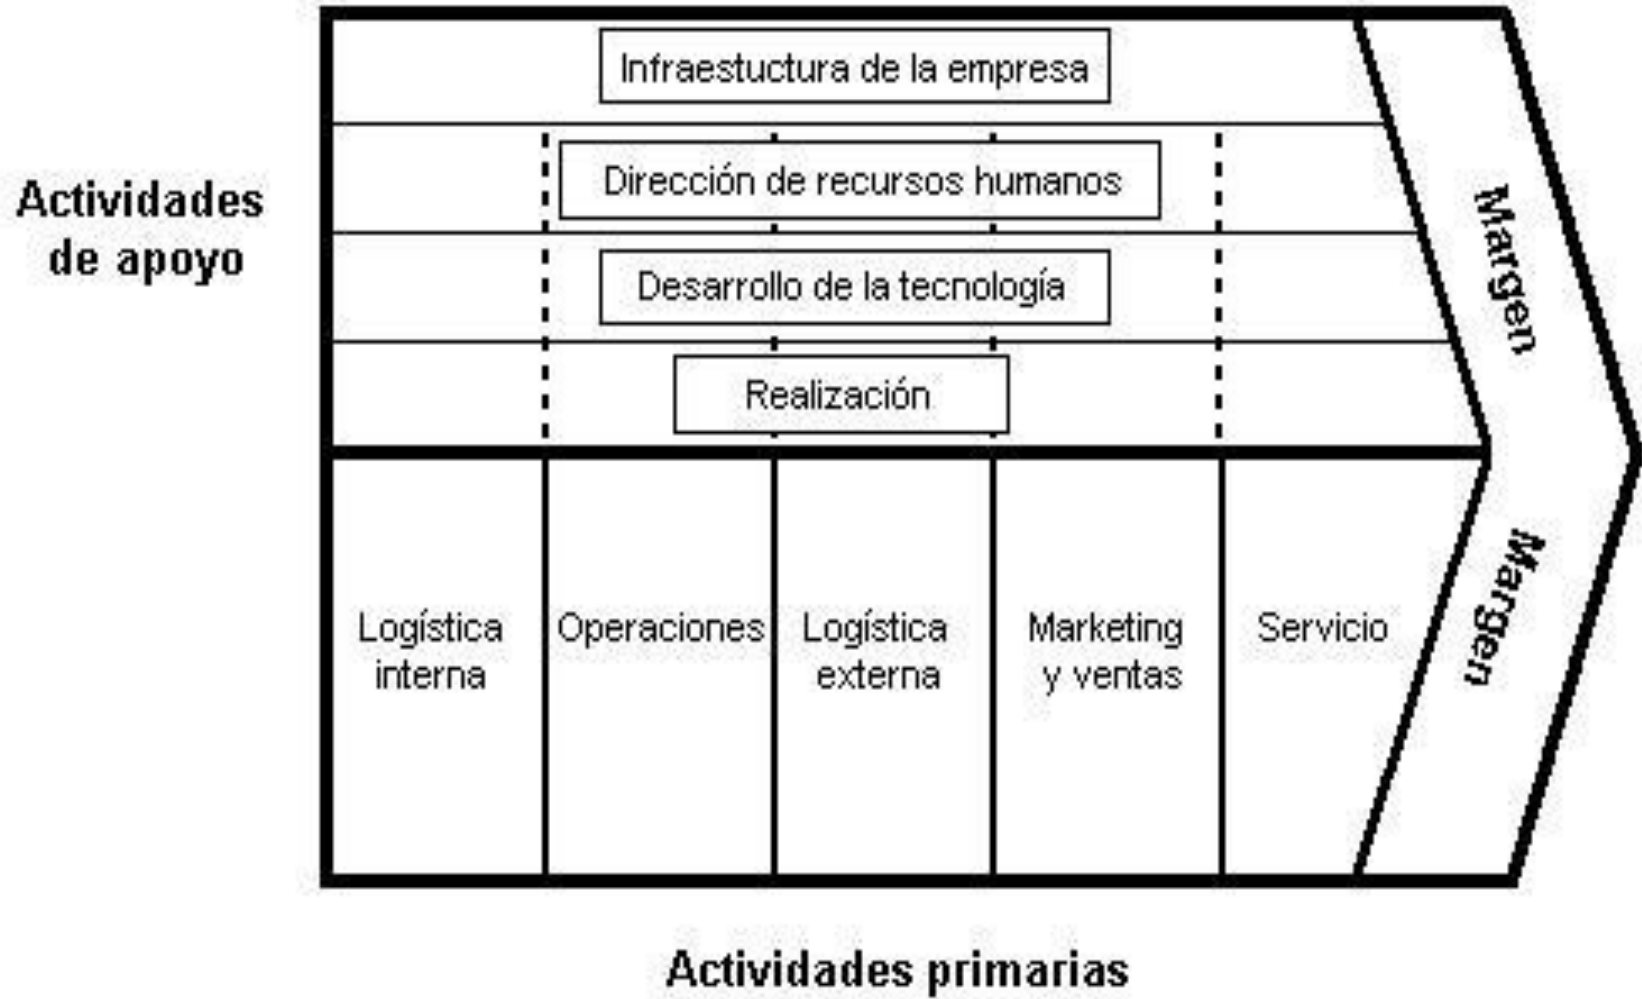 Infraestuctura de la empresa
Actividades
de apoyo
Dirección de recursos humanos
Desarrollo de la tecnología
Realización
Margen
Margen
Logística
interna
Operaciones
Logística
externa
Marketing
y ventas
Servicio
Actividades primarias